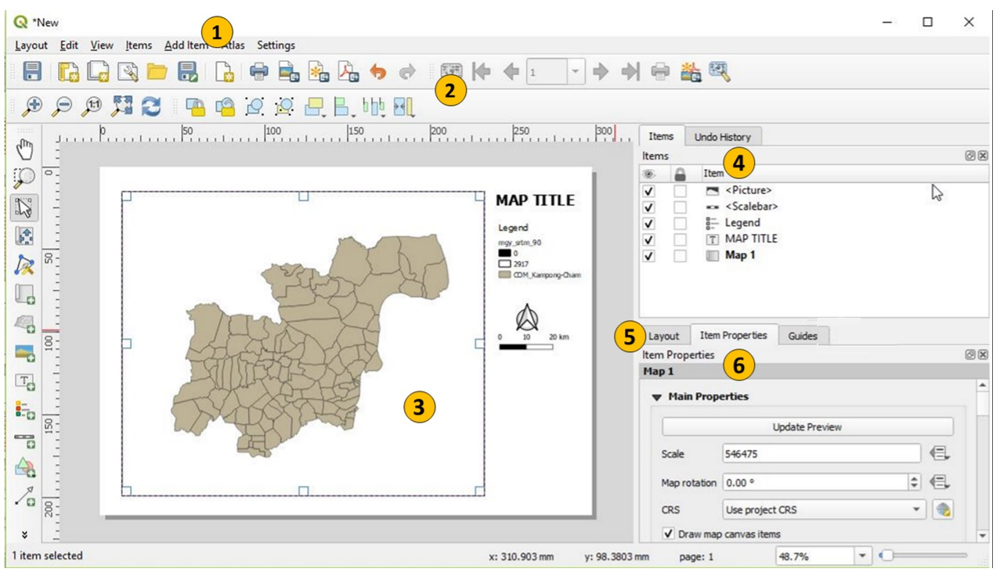 *New
1
Layout Edit View Items Add Item Atlas Settings
1:1
1
2
0 50 100 150 200 250 300
0
50
100
150
200
MAP TITLE
Legend
mgy_srtm_90
0
2917
COM_Kampong-Cham
0 10 20 km
3
Items Undo History
Items
4
Item
<Picture>
<Scalebar>
Legend
T MAP TITLE
Map 1
5
Layout Item Properties Guides
Item Properties
6
Map 1
Main Properties
Update Preview
Scale 546475
Map rotation 0.00 °
CRS Use project CRS
Draw map canvas items
1 item selected x: 310.903 mm y: 98.3803 mm page: 1 48.7%